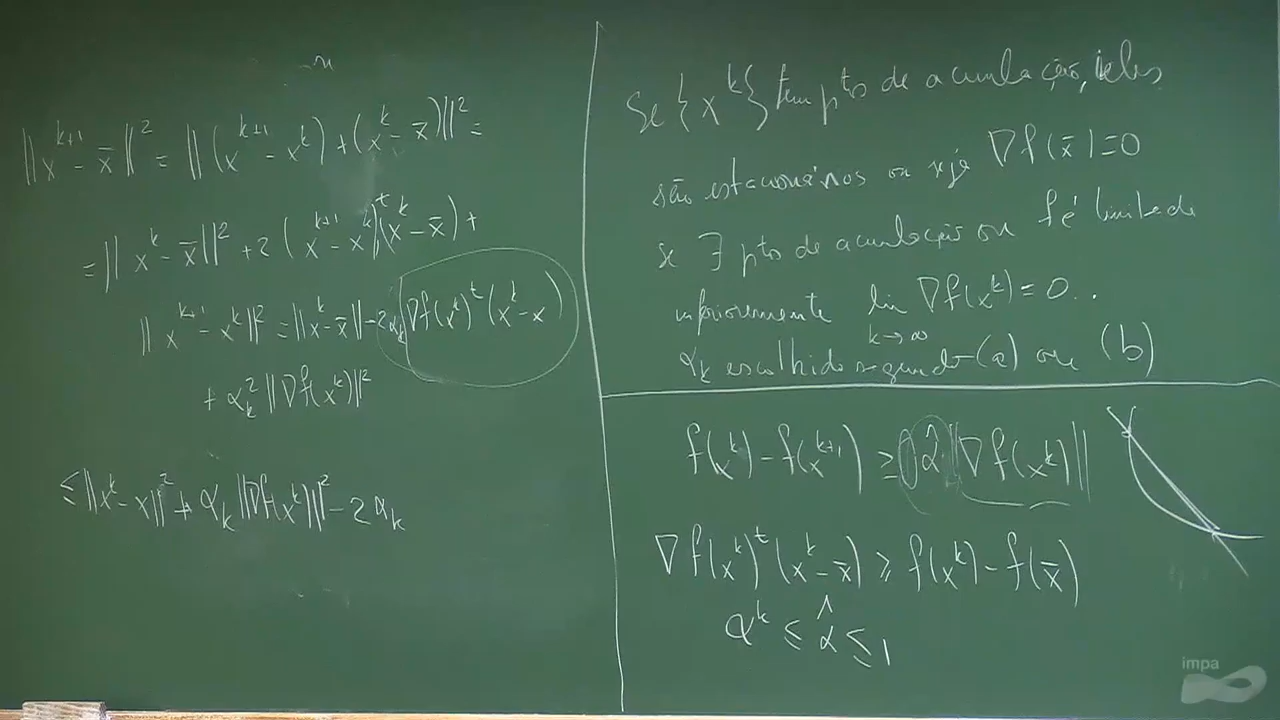 ||x^{k+1} - x̄||² = ||(x^{k+1} - x^k) + (x^k - x̄)||² =
= ||x^k - x̄||² + 2 (x^{k+1} - x^k)^t (x^k - x̄) +
||x^{k+1} - x^k||² = ||x^k - x̄|| - 2α_k ∇f(x^k)^t (x^k - x)
+ α_k² ||∇f(x^k)||²
≤ ||x^k - x||² + α_k ||∇f(x^k)||² - 2α_k
Se {x^k} tem ptos de acumulação, eles
são estacionários ou seja ∇f(x̄) = 0
se ∃ pto de acumulação ou f é limitada
inferiormente lim_{k→∞} ∇f(x^k) = 0..
α_k escolhido segundo (a) ou (b)
f(x^k) - f(x^{k+1}) ≥ α̂ ||∇f(x^k)||
∇f(x^k)^t (x^k - x̄) ≥ f(x^k) - f(x̄)
α^k ≤ α̂ ≤ 1
impa